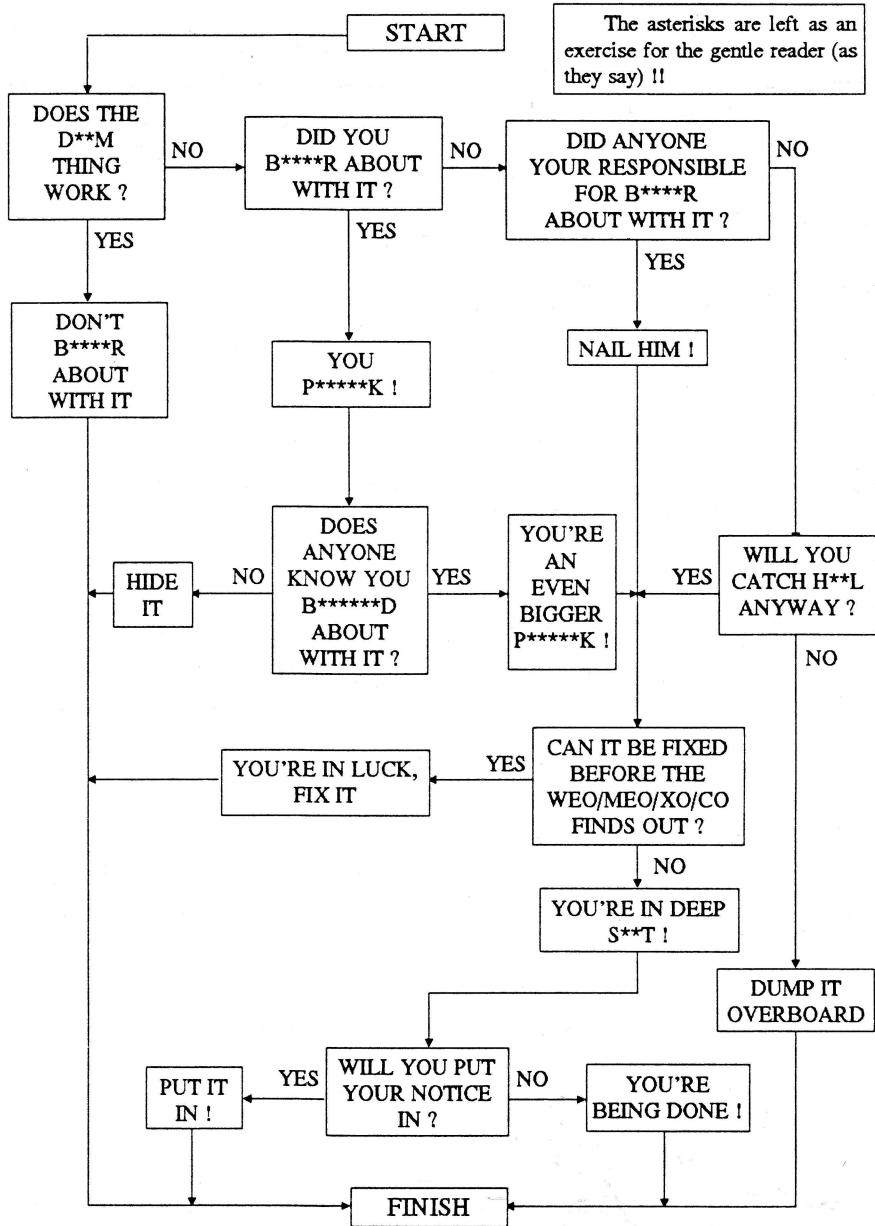 START
The asterisks are left as an
exercise for the gentle reader (as
they say) !!
DOES THE
D**M
THING
WORK ?
NO
DID YOU
B****R ABOUT
WITH IT ?
NO
DID ANYONE
YOUR RESPONSIBLE
FOR B****R
ABOUT WITH IT ?
NO
YES
YES
YES
DON'T
B****R
ABOUT
WITH IT
YOU
P*****K !
NAIL HIM !
HIDE
IT
NO
DOES
ANYONE
KNOW YOU
B******D
ABOUT
WITH IT ?
YES
YOU'RE
AN
EVEN
BIGGER
P*****K !
YES
WILL YOU
CATCH H**L
ANYWAY ?
NO
YOU'RE IN LUCK,
FIX IT
YES
CAN IT BE FIXED
BEFORE THE
WEO/MEO/XO/CO
FINDS OUT ?
NO
YOU'RE IN DEEP
S**T !
DUMP IT
OVERBOARD
PUT IT
IN !
YES
WILL YOU PUT
YOUR NOTICE
IN ?
NO
YOU'RE
BEING DONE !
FINISH